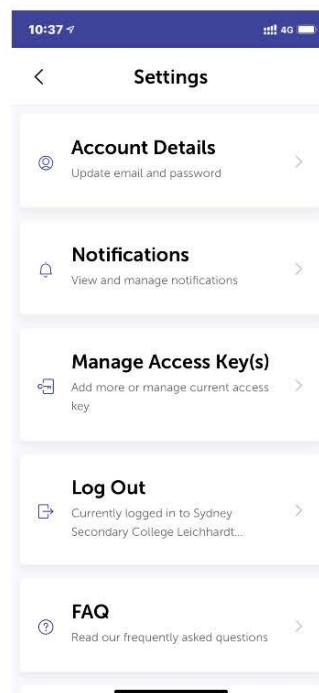 10:37
4G
Settings
Account Details
Update email and password
Notifications
View and manage notifications
Manage Access Key(s)
Add more or manage current access
key
Log Out
Currently logged in to Sydney
Secondary College Leichhardt...
FAQ
Read our frequently asked questions